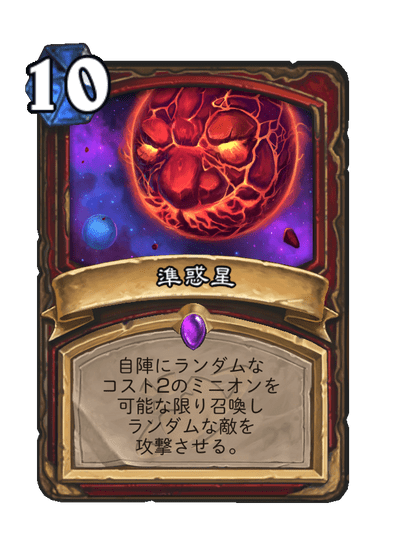 10
準惑星
自陣にランダムな
コスト2のミニオンを
可能な限り召喚し
ランダムな敵を
攻撃させる。